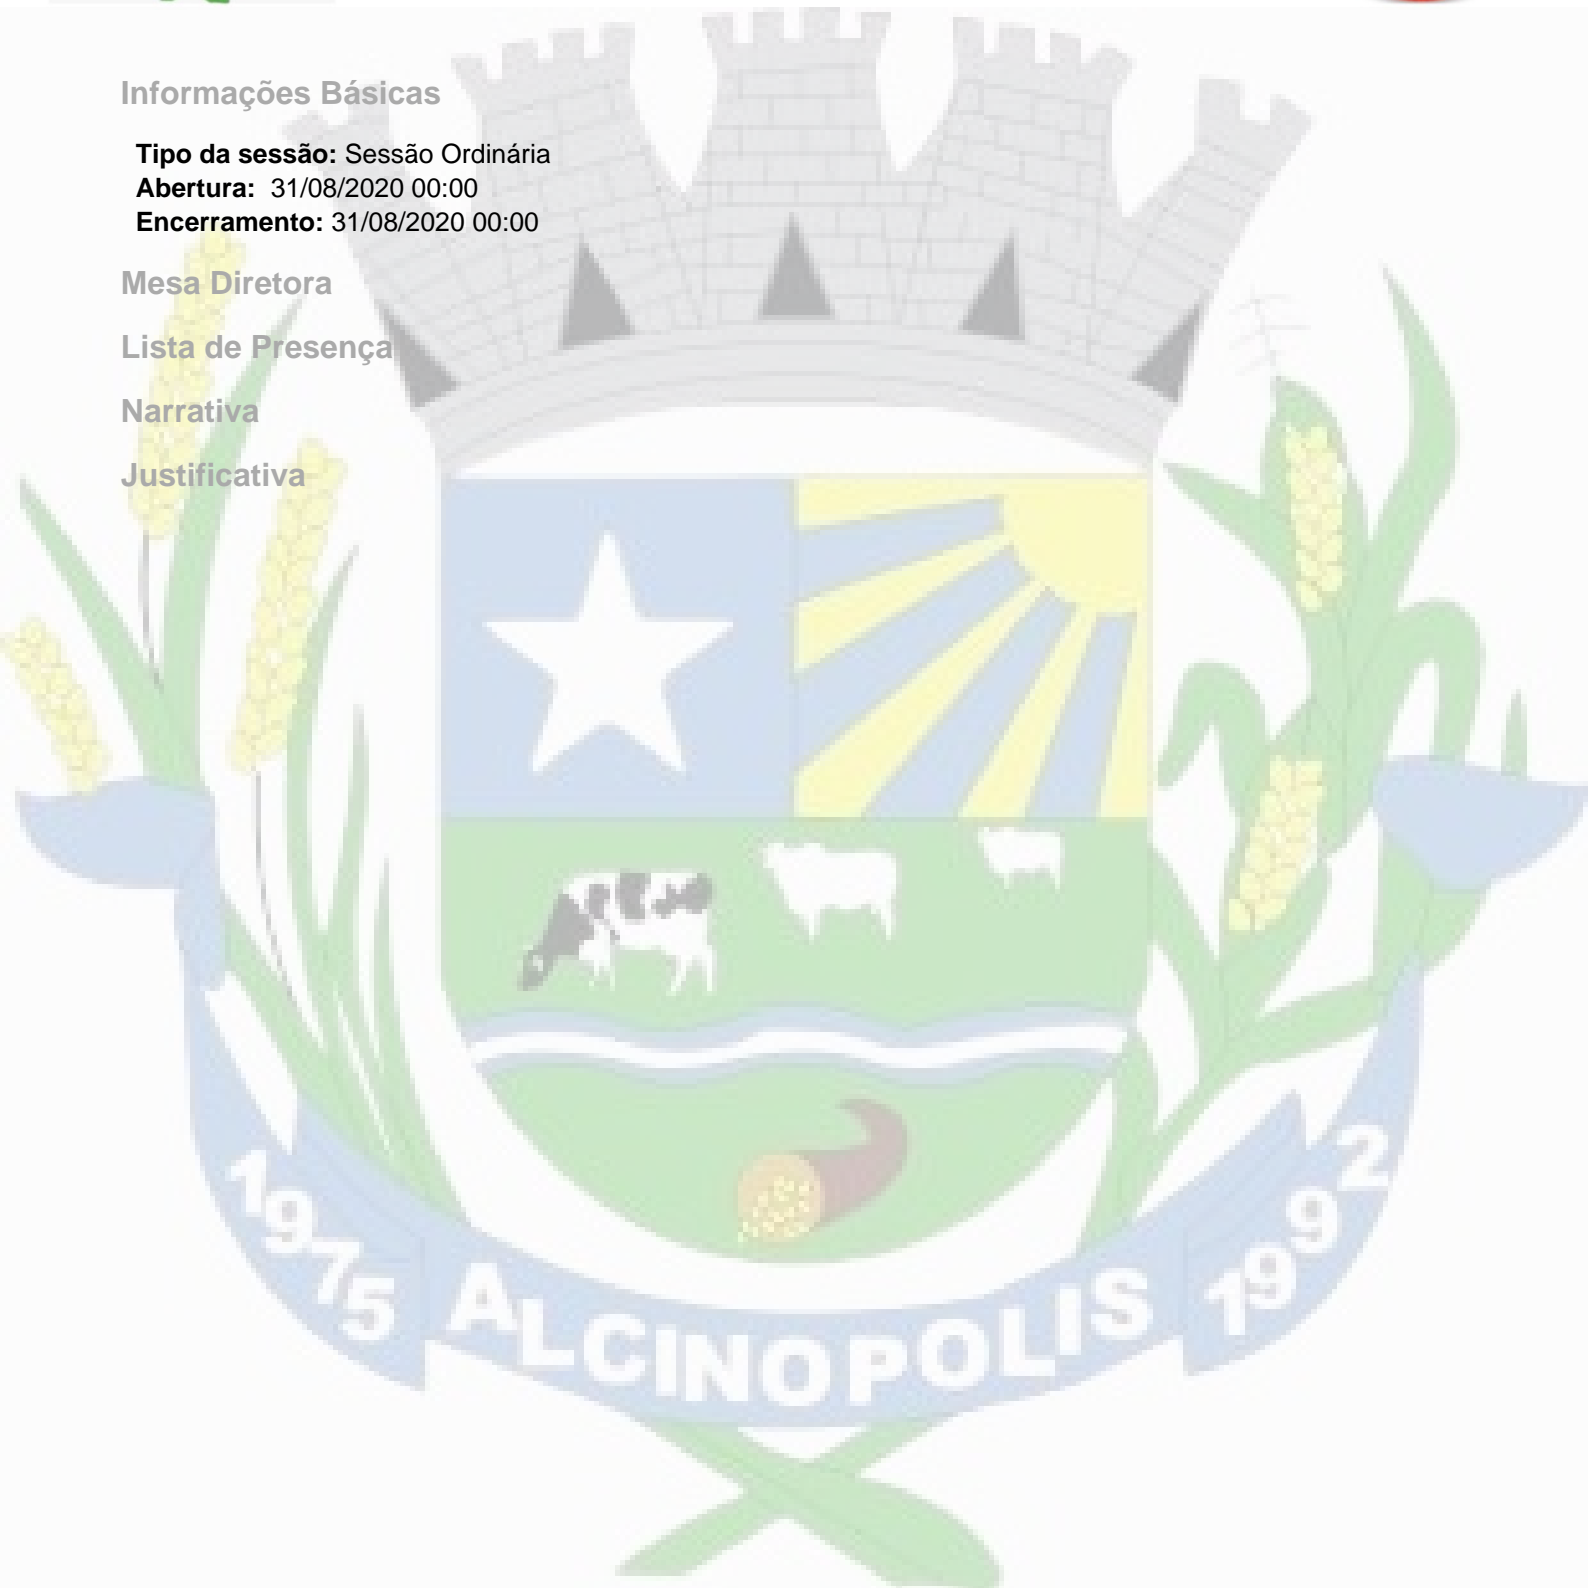 Informações Básicas
Tipo da sessão: Sessão Ordinária
Abertura: 31/08/2020 00:00
Encerramento: 31/08/2020 00:00
Mesa Diretora
Lista de Presença
Narrativa
Justificativa
1975 ALCINOPOLIS 1992